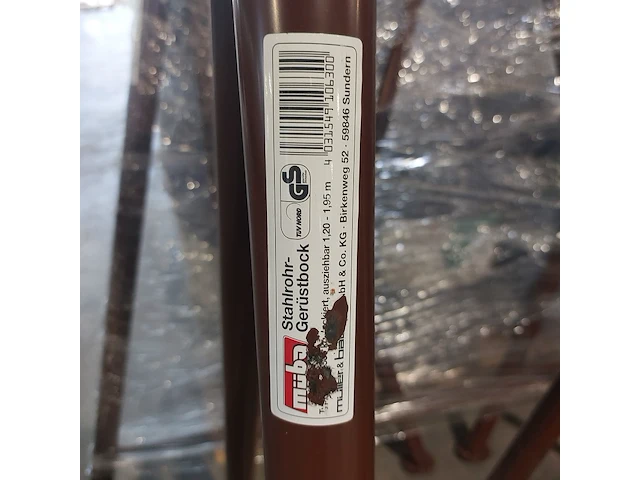 müba
Stahlrohr-
Gerüstbock
TÜV NORD
GS
ausziehbar 1,20 - 1,95 m
müller & ba
bH & Co. KG · Birkenweg 52 · 59846 Sundern
4 031549 106300